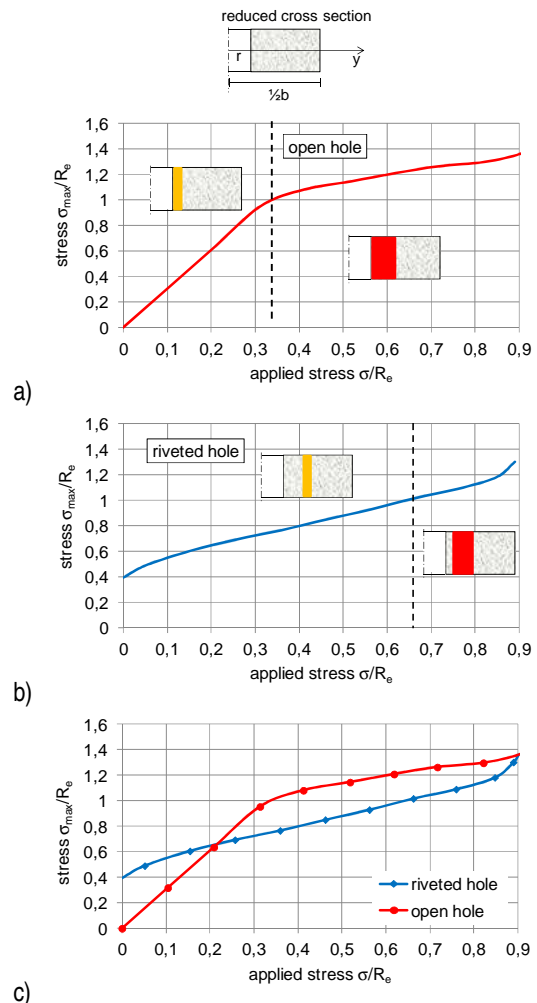 reduced cross section
r
y
½b
1,6
1,4
1,2
1
0,8
0,6
0,4
0,2
0
stress σmax/Re
open hole
0 0,1 0,2 0,3 0,4 0,5 0,6 0,7 0,8 0,9
applied stress σ/Re
a)
1,6
1,4
1,2
1
0,8
0,6
0,4
0,2
0
stress σmax/Re
riveted hole
0 0,1 0,2 0,3 0,4 0,5 0,6 0,7 0,8 0,9
applied stress σ/Re
b)
1,6
1,4
1,2
1
0,8
0,6
0,4
0,2
0
stress σmax/Re
riveted hole
open hole
0 0,1 0,2 0,3 0,4 0,5 0,6 0,7 0,8 0,9
applied stress σ/Re
c)